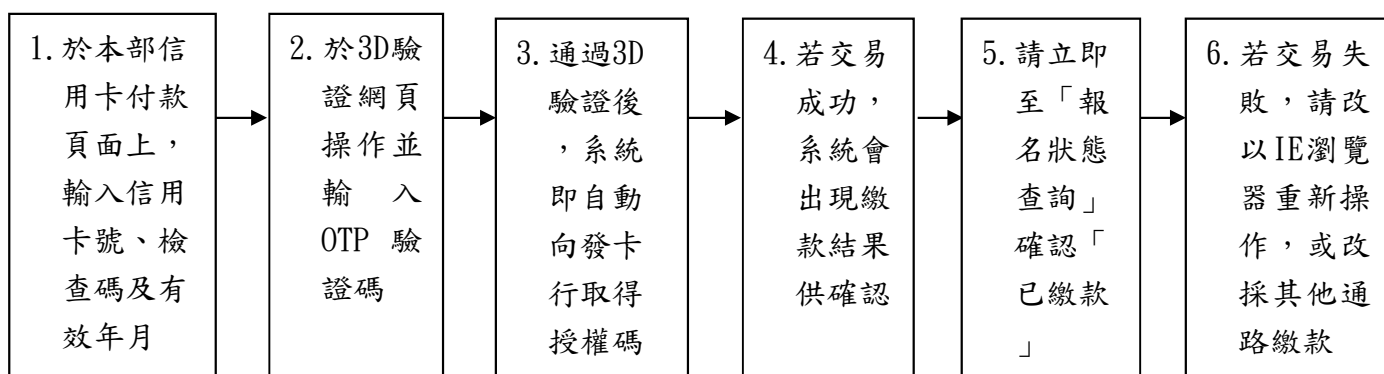 1.於本部信
用卡付款
頁面上，
輸入信用
卡號、檢
查碼及有
效年月
2.於3D驗
證網頁
操作並
輸入
OTP 驗
證碼
3.通過3D
驗證後
，系統
即自動
向發卡
行取得
授權碼
4.若交易
成功，
系統會
出現繳
款結果
供確認
5.請立即
至「報
名狀態
查詢」
確認「
已繳款
」
6.若交易失
敗，請改
以IE瀏覽
器重新操
作，或改
採其他通
路繳款